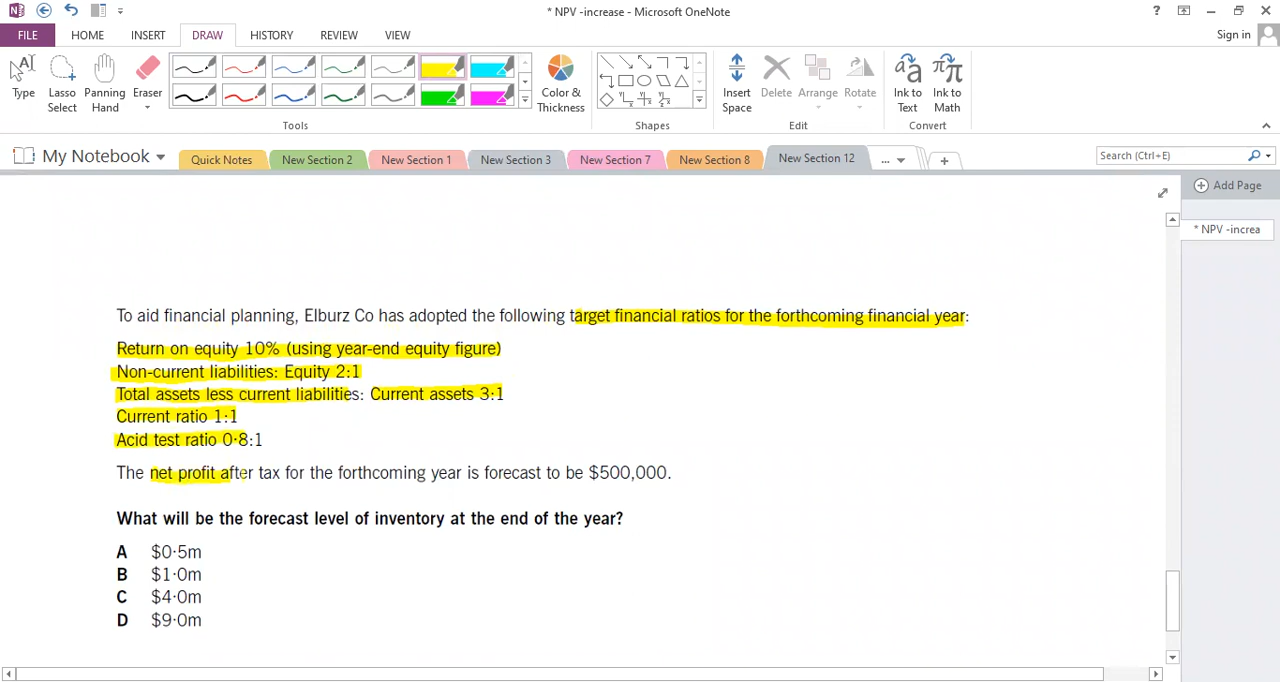 * NPV -increase - Microsoft OneNote
?
FILE HOME INSERT DRAW HISTORY REVIEW VIEW
Sign in
Type
Lasso Select
Panning Hand
Eraser
Color & Thickness
Insert Space
Delete
Arrange
Rotate
Ink to Text
Ink to Math
Tools Shapes Edit Convert
My Notebook Quick Notes New Section 2 New Section 1 New Section 3 New Section 7 New Section 8 New Section 12 ...
Search (Ctrl+E)
Add Page
* NPV -increa
To aid financial planning, Elburz Co has adopted the following target financial ratios for the forthcoming financial year:
Return on equity 10% (using year-end equity figure)
Non-current liabilities: Equity 2:1
Total assets less current liabilities: Current assets 3:1
Current ratio 1:1
Acid test ratio 0·8:1
The net profit after tax for the forthcoming year is forecast to be $500,000.
What will be the forecast level of inventory at the end of the year?
A $0·5m
B $1·0m
C $4·0m
D $9·0m